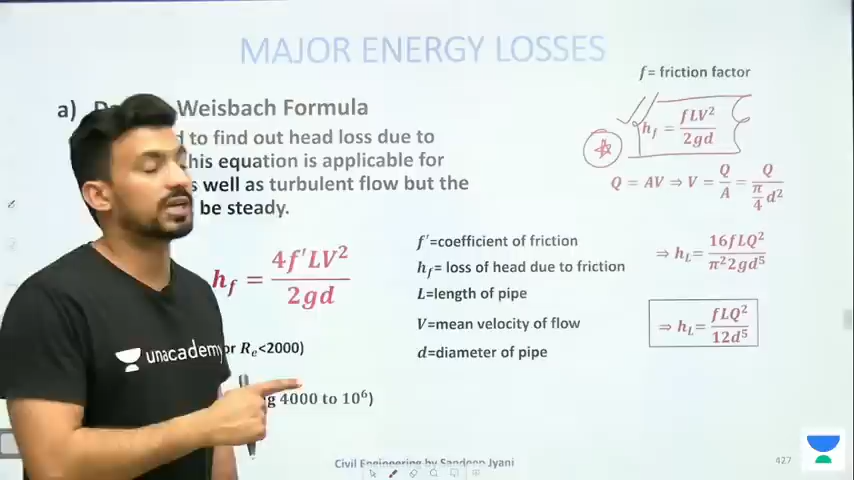 MAJOR ENERGY LOSSES
a) Weisbach Formula
to find out head loss due to
his equation is applicable for
s well as turbulent flow but the
be steady.
h_f = 4f'LV² / 2gd
or R_e<2000)
g 4000 to 10⁶)
f'=coefficient of friction
h_f= loss of head due to friction
L=length of pipe
V=mean velocity of flow
d=diameter of pipe
f= friction factor
h_f = fLV² / 2gd
Q = AV ⇒ V = Q/A = Q / (π/4 d²)
⇒ h_L= 16fLQ² / π²2gd⁵
⇒ h_L= fLQ² / 12d⁵
unacademy
Civil Engineering by Sandeep Jyani
427